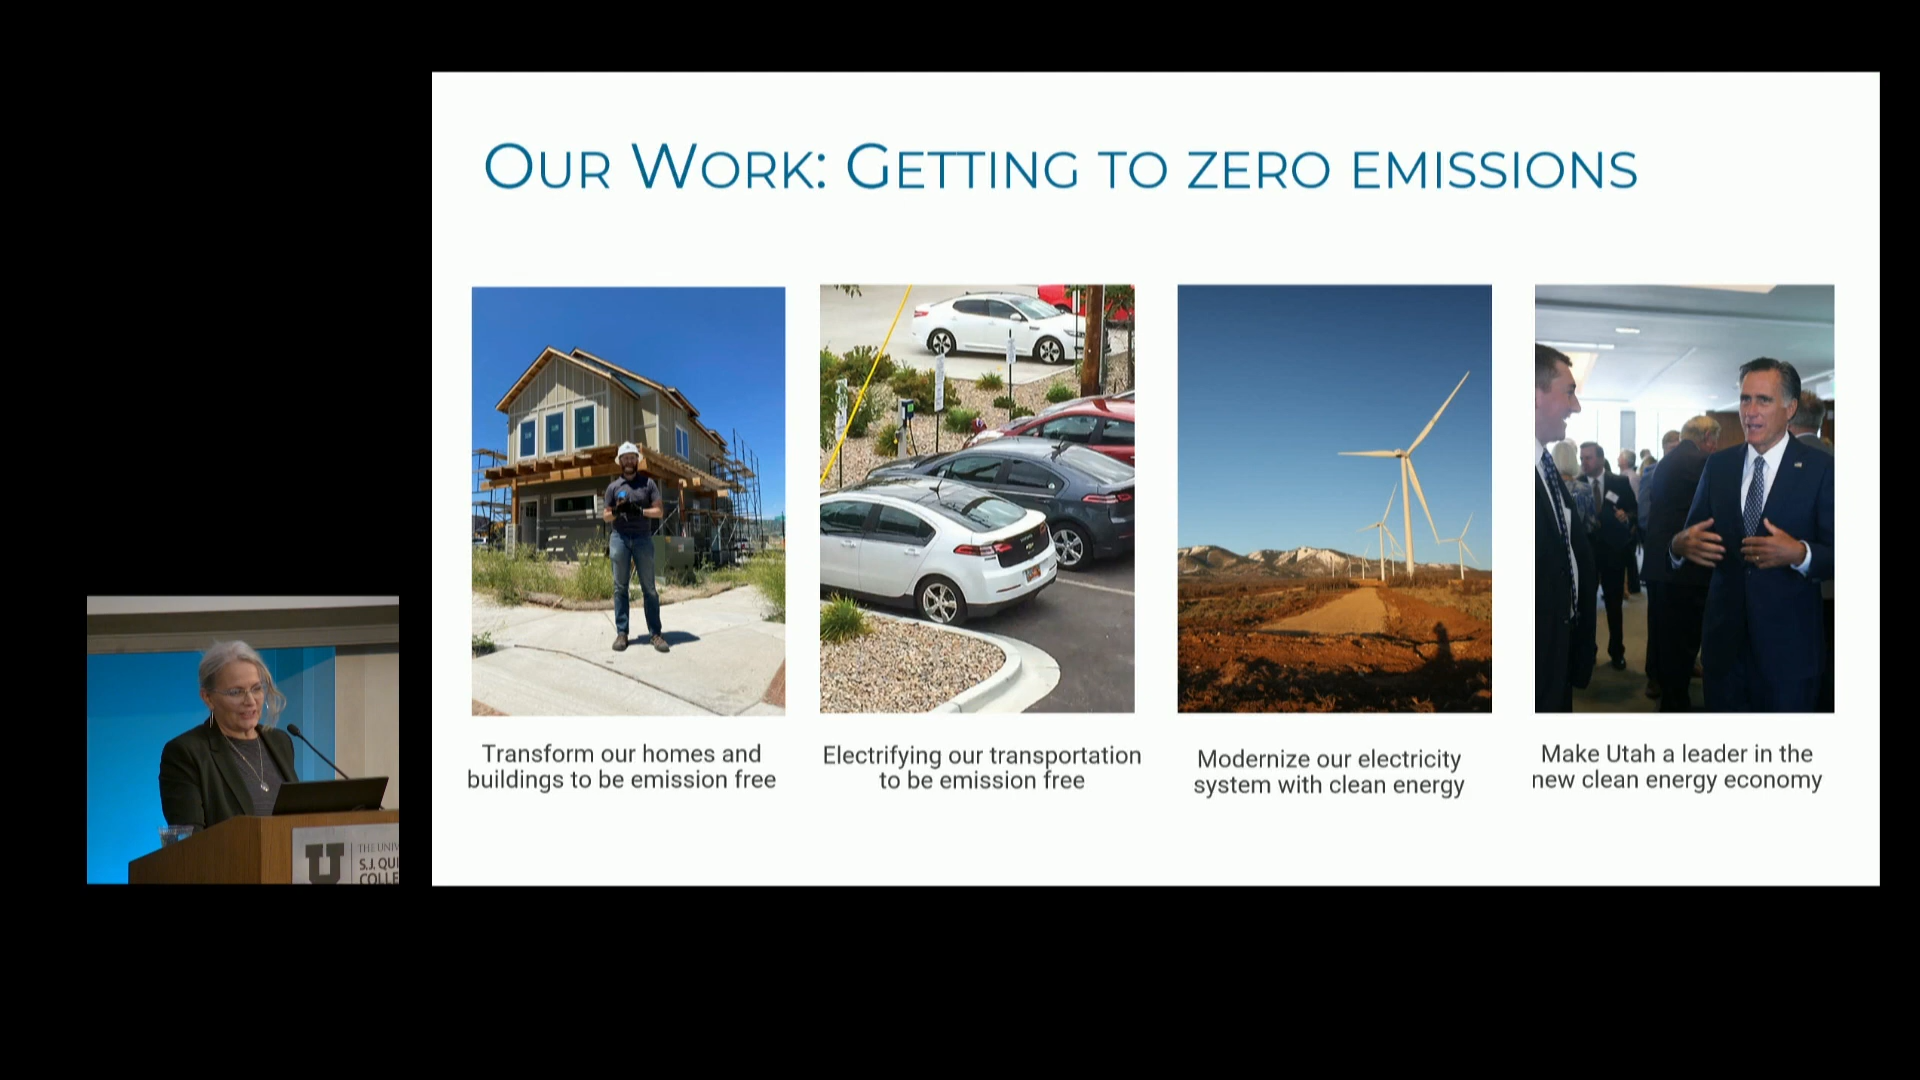 OUR WORK: GETTING TO ZERO EMISSIONS
Transform our homes and
buildings to be emission free
Electrifying our transportation
to be emission free
Modernize our electricity
system with clean energy
Make Utah a leader in the
new clean energy economy
U
THE UNIV
S.J. QUI
COLLE